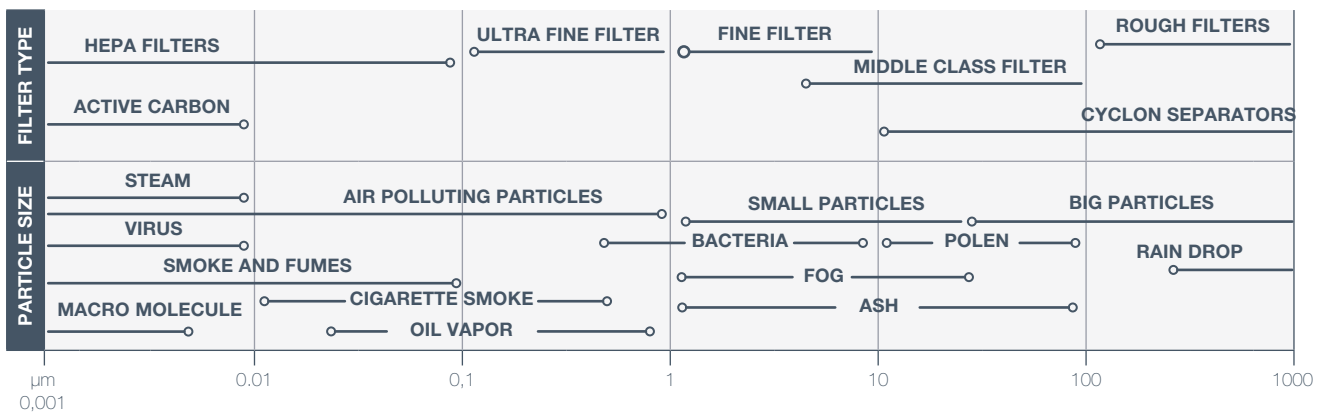 FILTER TYPE
HEPA FILTERS
ULTRA FINE FILTER
FINE FILTER
ROUGH FILTERS
MIDDLE CLASS FILTER
ACTIVE CARBON
CYCLON SEPARATORS
PARTICLE SIZE
STEAM
AIR POLLUTING PARTICLES
SMALL PARTICLES
BIG PARTICLES
VIRUS
BACTERIA
POLEN
RAIN DROP
SMOKE AND FUMES
FOG
CIGARETTE SMOKE
MACRO MOLECULE
ASH
OIL VAPOR
µm 0.01 0,1 1 10 100 1000
0,001